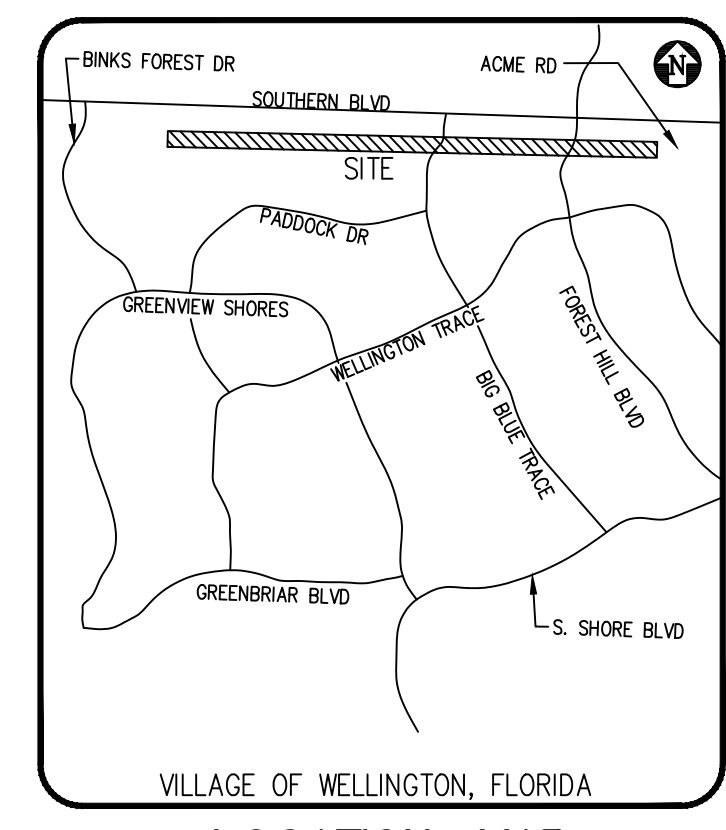 BINKS FOREST DR
ACME RD
N
SOUTHERN BLVD
SITE
PADDOCK DR
GREENVIEW SHORES
WELLINGTON TRACE
FOREST HILL BLVD
BIG BLUE TRACE
GREENBRIAR BLVD
S. SHORE BLVD
VILLAGE OF WELLINGTON, FLORIDA